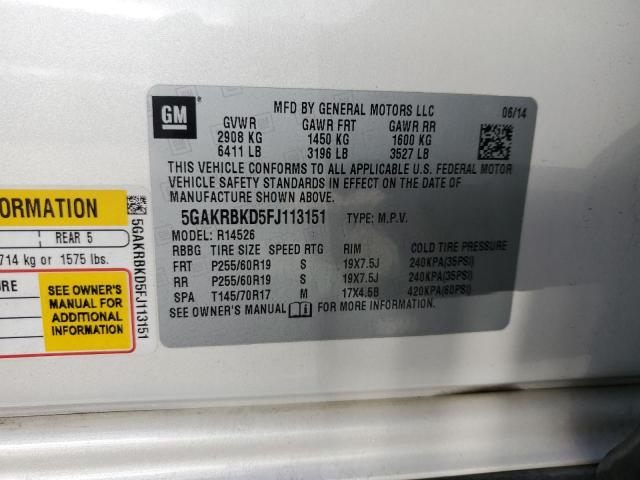 GM
MFD BY GENERAL MOTORS LLC
06/14
GVWR GAWR FRT GAWR RR
2908 KG 1450 KG 1600 KG
6411 LB 3196 LB 3527 LB
THIS VEHICLE CONFORMS TO ALL APPLICABLE U.S. FEDERAL MOTOR
VEHICLE SAFETY STANDARDS IN EFFECT ON THE DATE OF
MANUFACTURE SHOWN ABOVE.
5GAKRBKD5FJ113151 TYPE: M.P.V.
MODEL: R14526
RBBG TIRE SIZE SPEED RTG RIM COLD TIRE PRESSURE
FRT P255/60R19 S 19X7.5J 240KPA(35PSI)
RR P255/60R19 S 19X7.5J 240KPA(35PSI)
SPA T145/70R17 M 17X4.5B 420KPA(60PSI)
SEE OWNER'S MANUAL FOR MORE INFORMATION.
ORMATION
REAR 5
714 kg or 1575 lbs.
URE
SEE OWNER'S
MANUAL FOR
ADDITIONAL
INFORMATION
5GAKRBKD5FJ113151